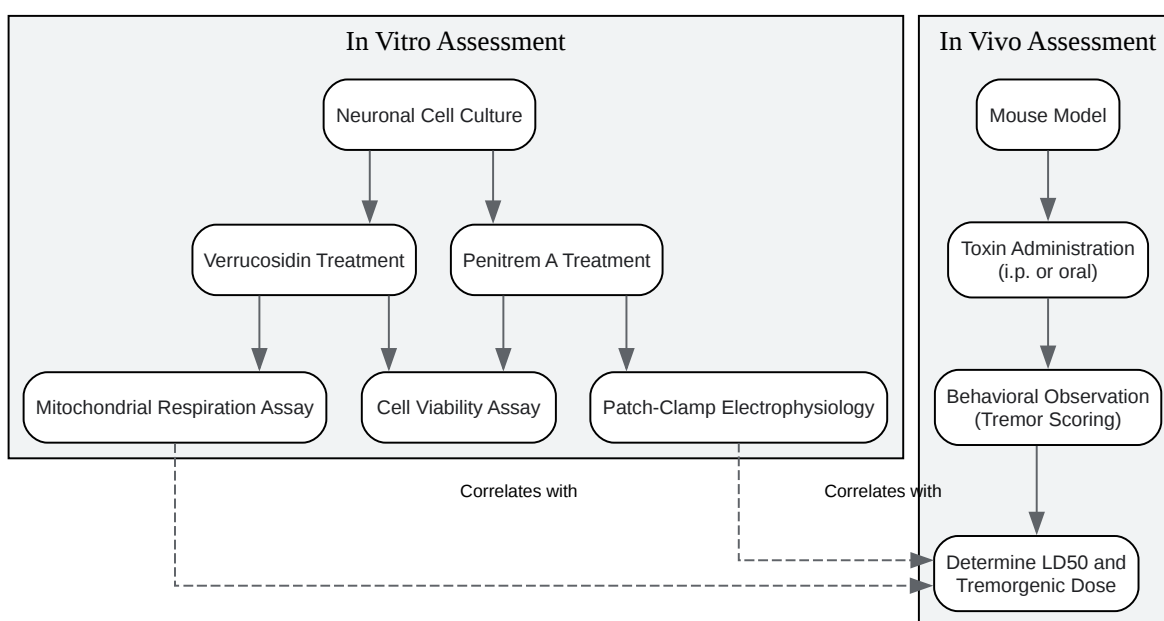 In Vitro Assessment
Neuronal Cell Culture
Verrucosidin Treatment
Penitrem A Treatment
Mitochondrial Respiration Assay
Cell Viability Assay
Patch-Clamp Electrophysiology
Correlates with
Correlates with
In Vivo Assessment
Mouse Model
Toxin Administration
(i.p. or oral)
Behavioral Observation
(Tremor Scoring)
Determine LD50 and
Tremorgenic Dose